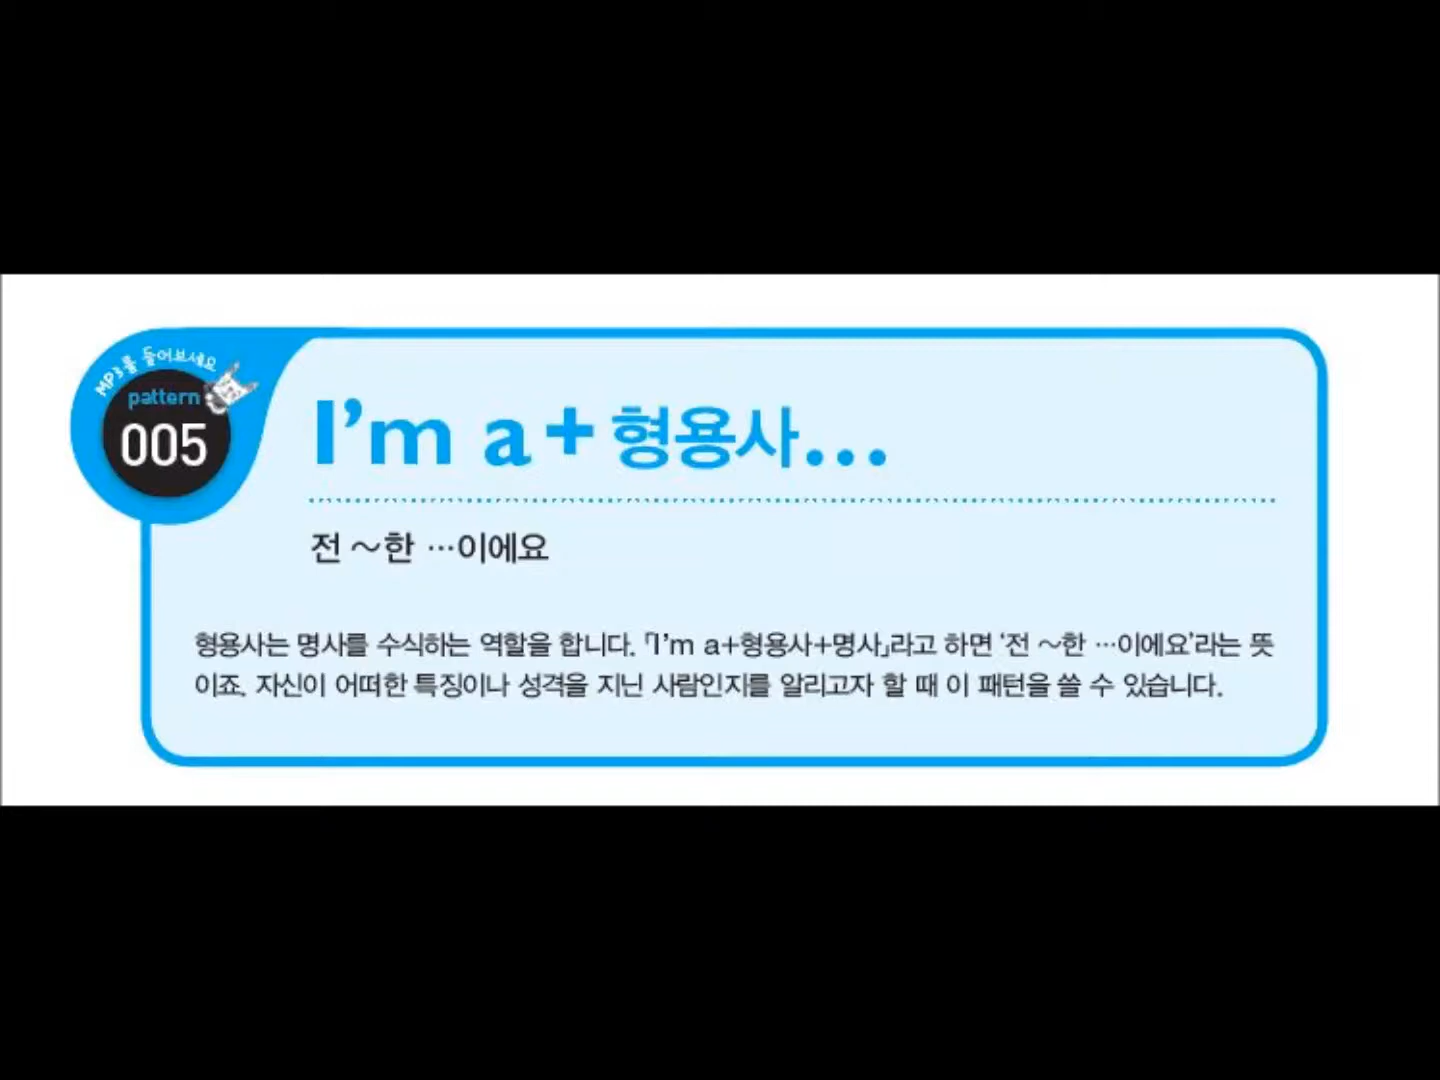 MP3를 들어보세요
pattern
005
I'm a+형용사...
전 ~한 …이에요
형용사는 명사를 수식하는 역할을 합니다. 「I'm a+형용사+명사」라고 하면 '전 ~한 …이에요'라는 뜻
이죠. 자신이 어떠한 특징이나 성격을 지닌 사람인지를 알리고자 할 때 이 패턴을 쓸 수 있습니다.